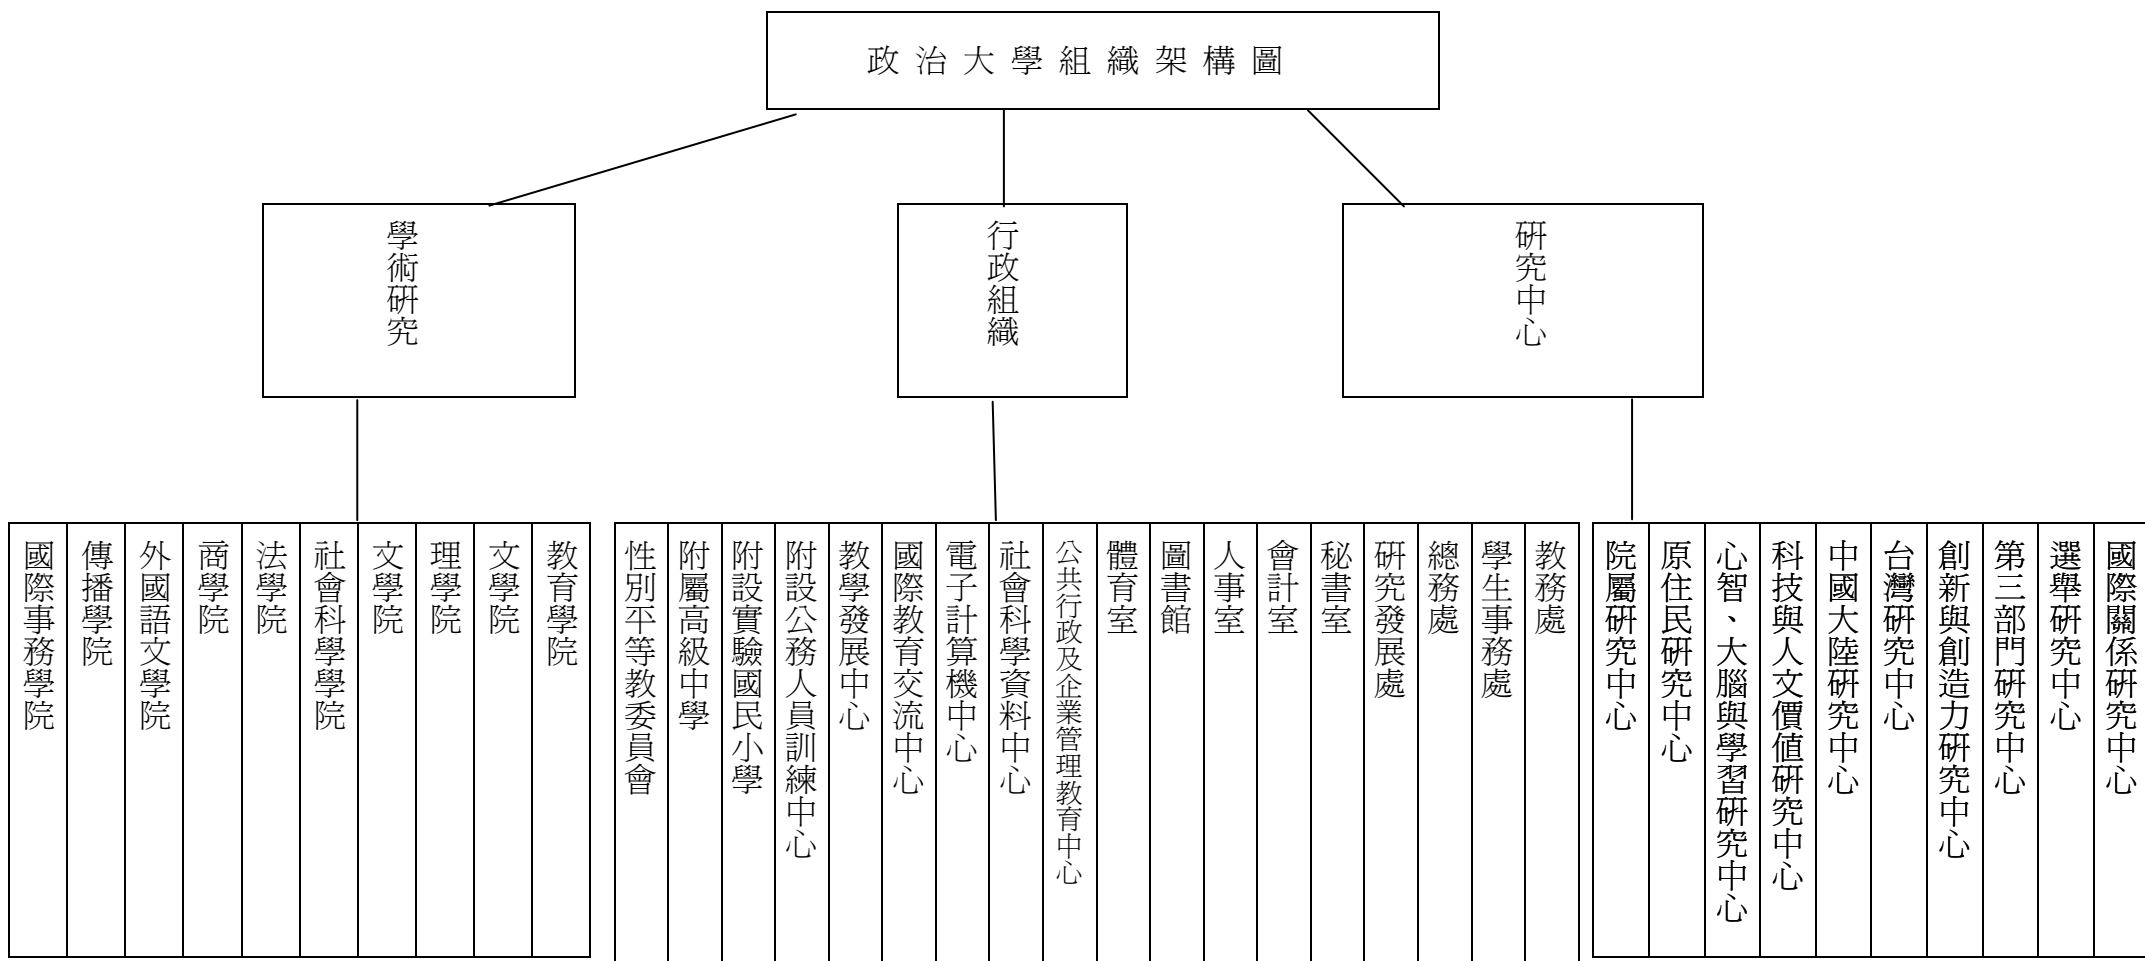 政治大學組織架構圖
學術研究
行政組織
研究中心
國際事務學院
傳播學院
外國語文學院
商學院
法學院
社會科學學院
文學院
理學院
文學院
教育學院
性別平等教委員會
附屬高級中學
附設實驗國民小學
附設公務人員訓練中心
教學發展中心
國際教育交流中心
電子計算機中心
社會科學資料中心
公共行政及企業管理教育中心
體育室
圖書館
人事室
會計室
秘書室
研究發展處
總務處
學生事務處
教務處
院屬研究中心
原住民研究中心
心智、大腦與學習研究中心
科技與人文價值研究中心
中國大陸研究中心
台灣研究中心
創新與創造力研究中心
第三部門研究中心
選舉研究中心
國際關係研究中心